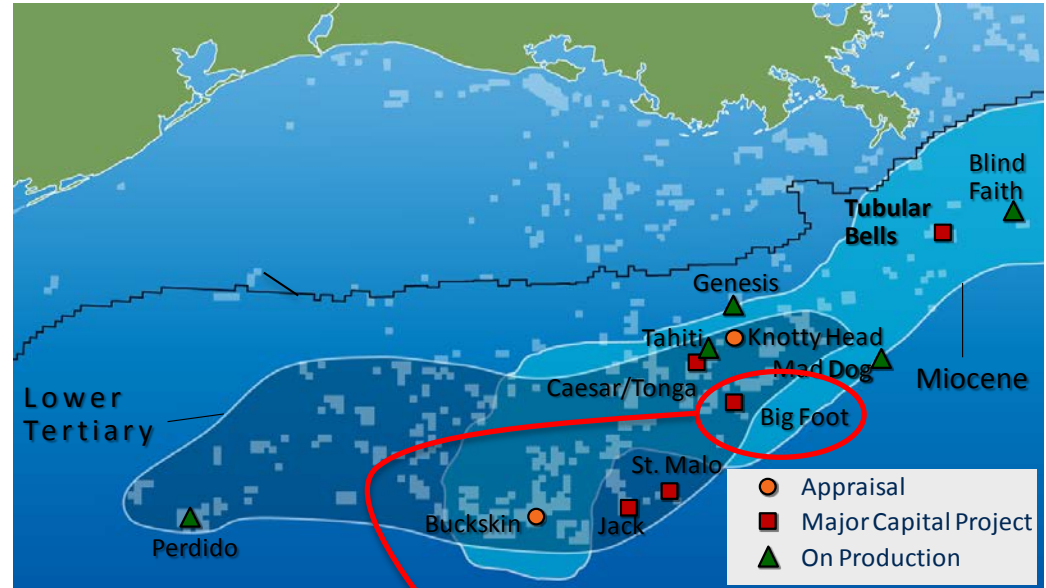 Blind
Faith
Tubular
Bells
Genesis
Tahiti
Knotty Head
Mad Dog
Caesar/Tonga
Miocene
Lower
Tertiary
Big Foot
St. Malo
Buckskin
Jack
Perdido
Appraisal
Major Capital Project
On Production